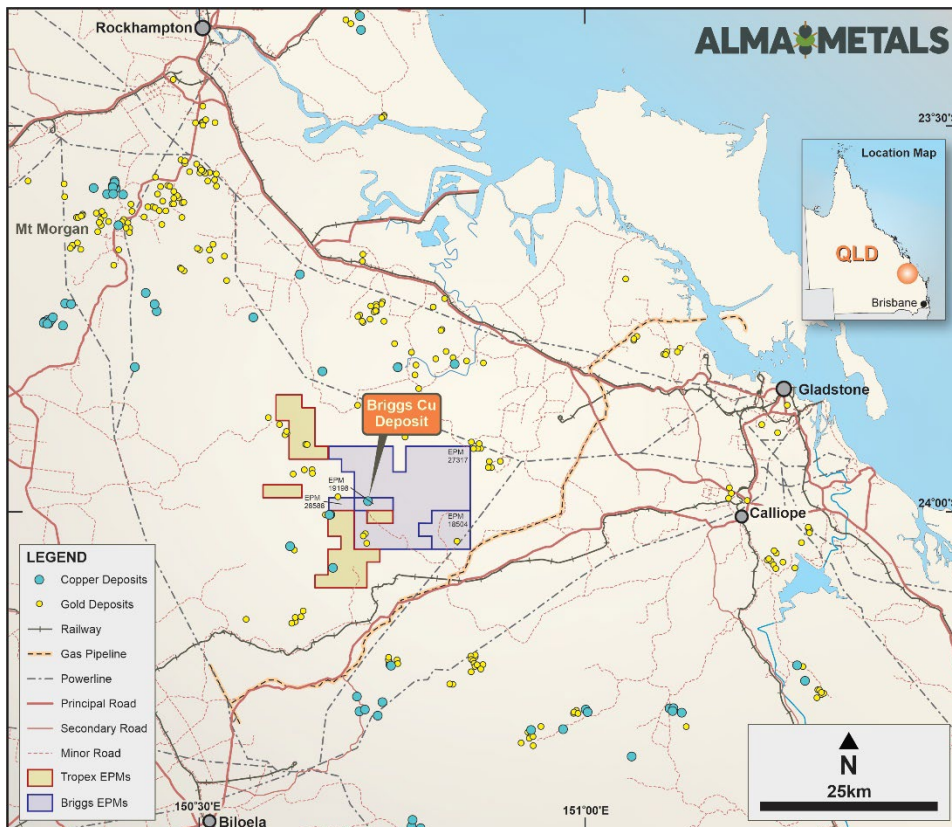 Rockhampton
ALMA METALS
23°30'S
Location Map
QLD
Brisbane
Mt Morgan
Gladstone
Briggs Cu
Deposit
EPM
27317
EPM
19198
EPM
26588
EPM
18504
24°00'S
Calliope
LEGEND
Copper Deposits
Gold Deposits
Railway
Gas Pipeline
Powerline
Principal Road
Secondary Road
Minor Road
Tropex EPMs
Briggs EPMs
N
25km
150°30'E
151°00'E
Biloela